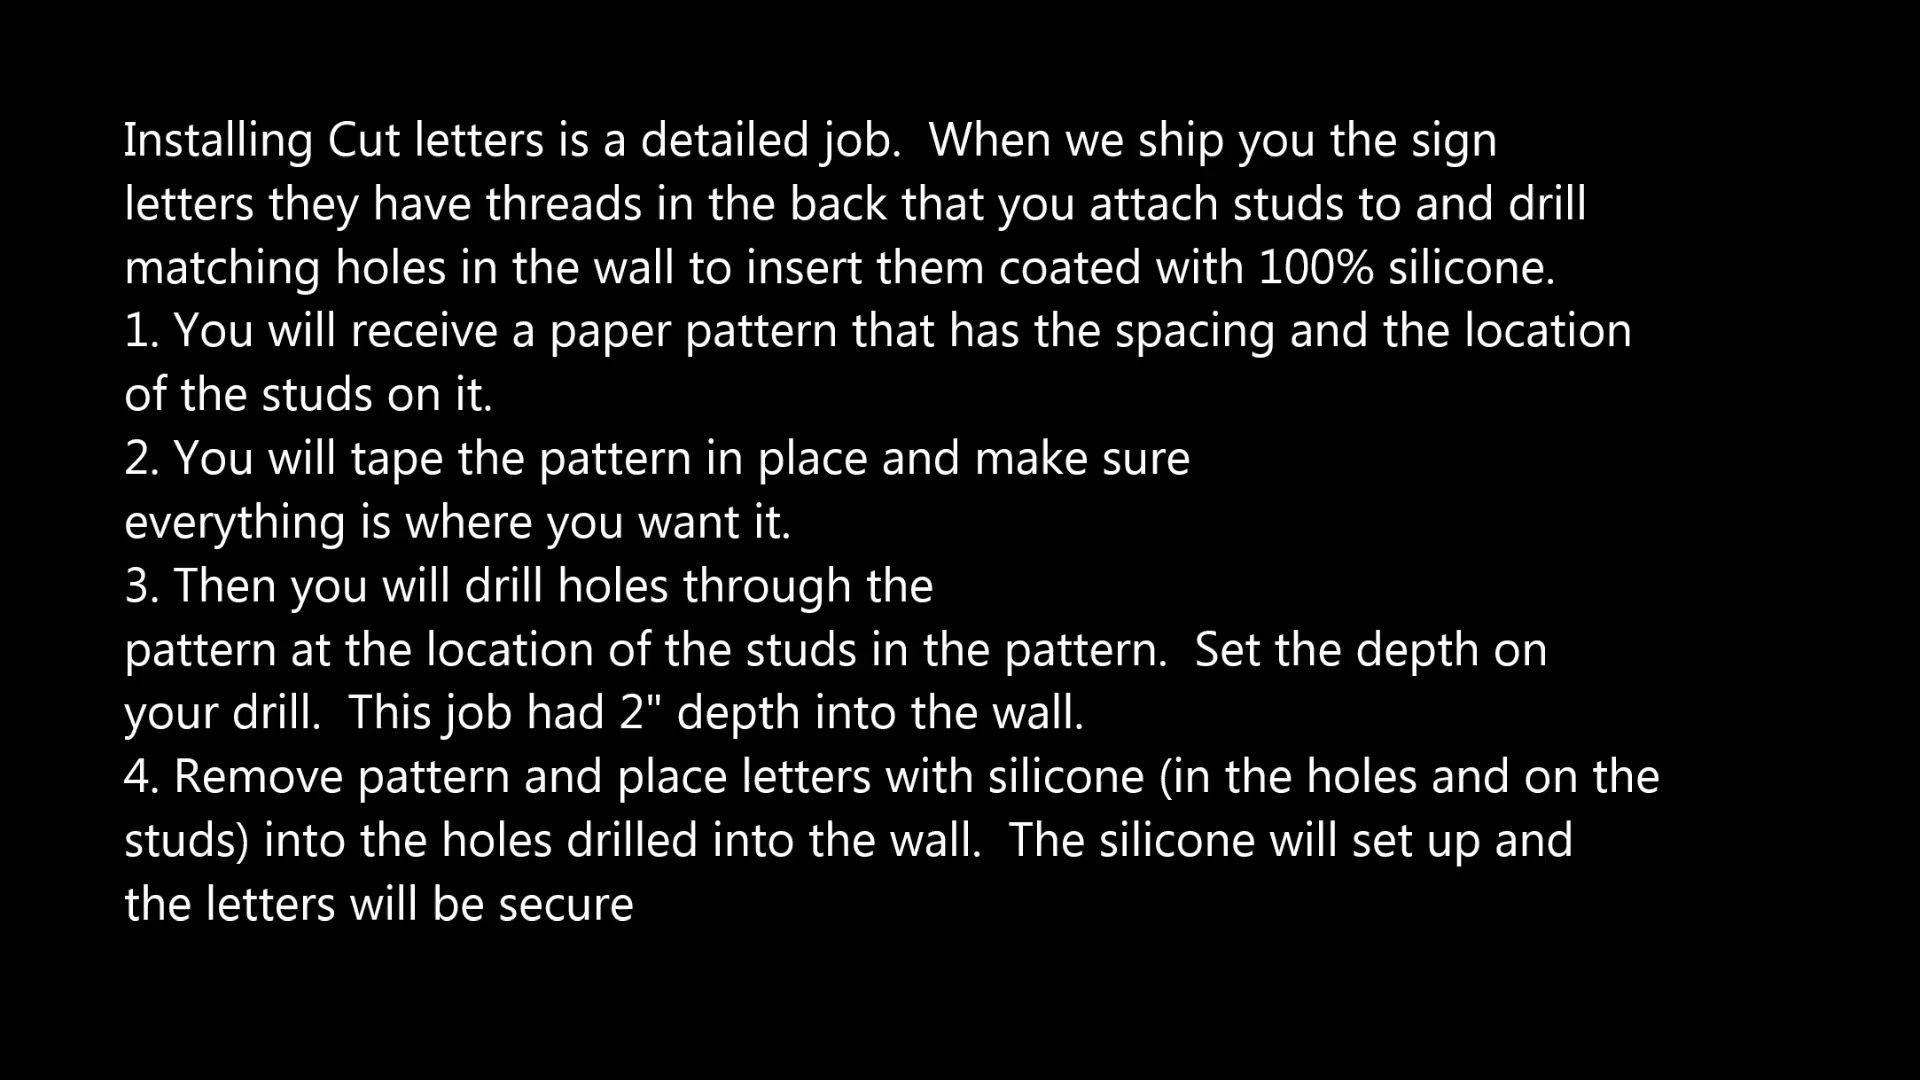 Installing Cut letters is a detailed job.  When we ship you the sign
letters they have threads in the back that you attach studs to and drill
matching holes in the wall to insert them coated with 100% silicone.
1. You will receive a paper pattern that has the spacing and the location
of the studs on it.
2. You will tape the pattern in place and make sure
everything is where you want it.
3. Then you will drill holes through the
pattern at the location of the studs in the pattern.  Set the depth on
your drill.  This job had 2" depth into the wall.
4. Remove pattern and place letters with silicone (in the holes and on the
studs) into the holes drilled into the wall.  The silicone will set up and
the letters will be secure